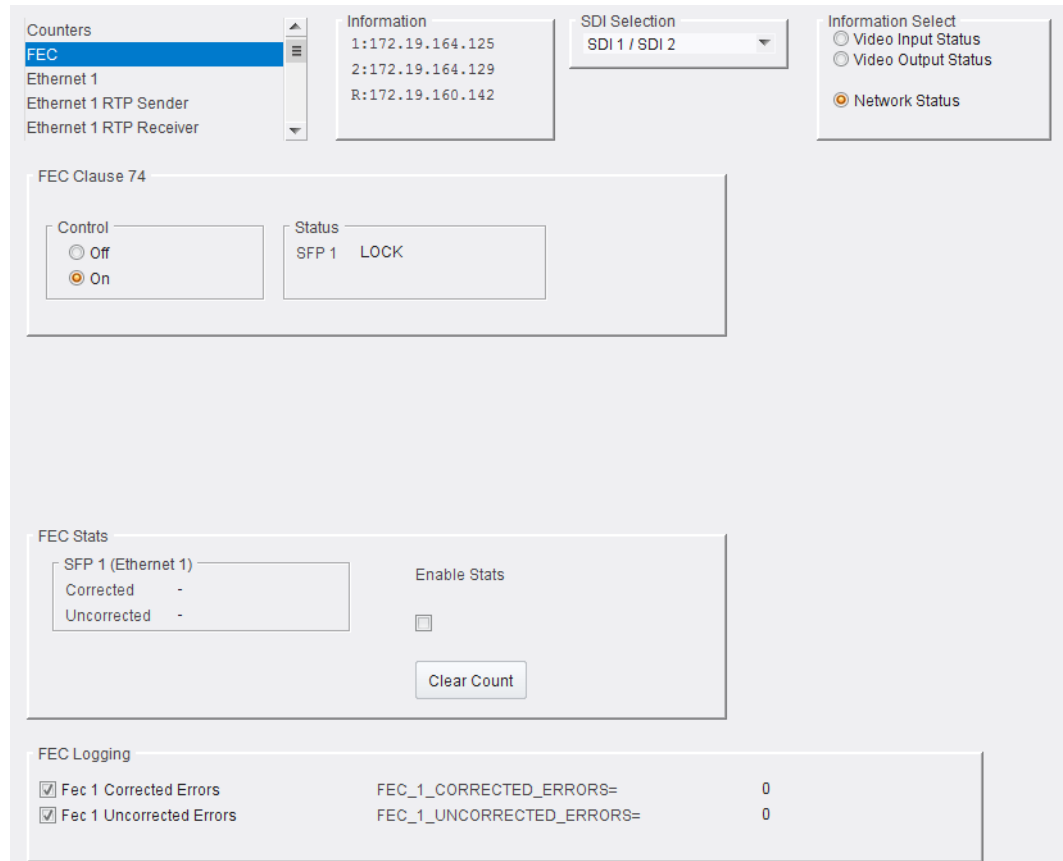 Counters
FEC
Ethernet 1
Ethernet 1 RTP Sender
Ethernet 1 RTP Receiver
Information
1:172.19.164.125
2:172.19.164.129
R:172.19.160.142
SDI Selection
SDI 1 / SDI 2
Information Select
Video Input Status
Video Output Status
Network Status
FEC Clause 74
Control
Off
On
Status
SFP 1 LOCK
FEC Stats
SFP 1 (Ethernet 1)
Corrected -
Uncorrected -
Enable Stats
Clear Count
FEC Logging
Fec 1 Corrected Errors FEC_1_CORRECTED_ERRORS= 0
Fec 1 Uncorrected Errors FEC_1_UNCORRECTED_ERRORS= 0